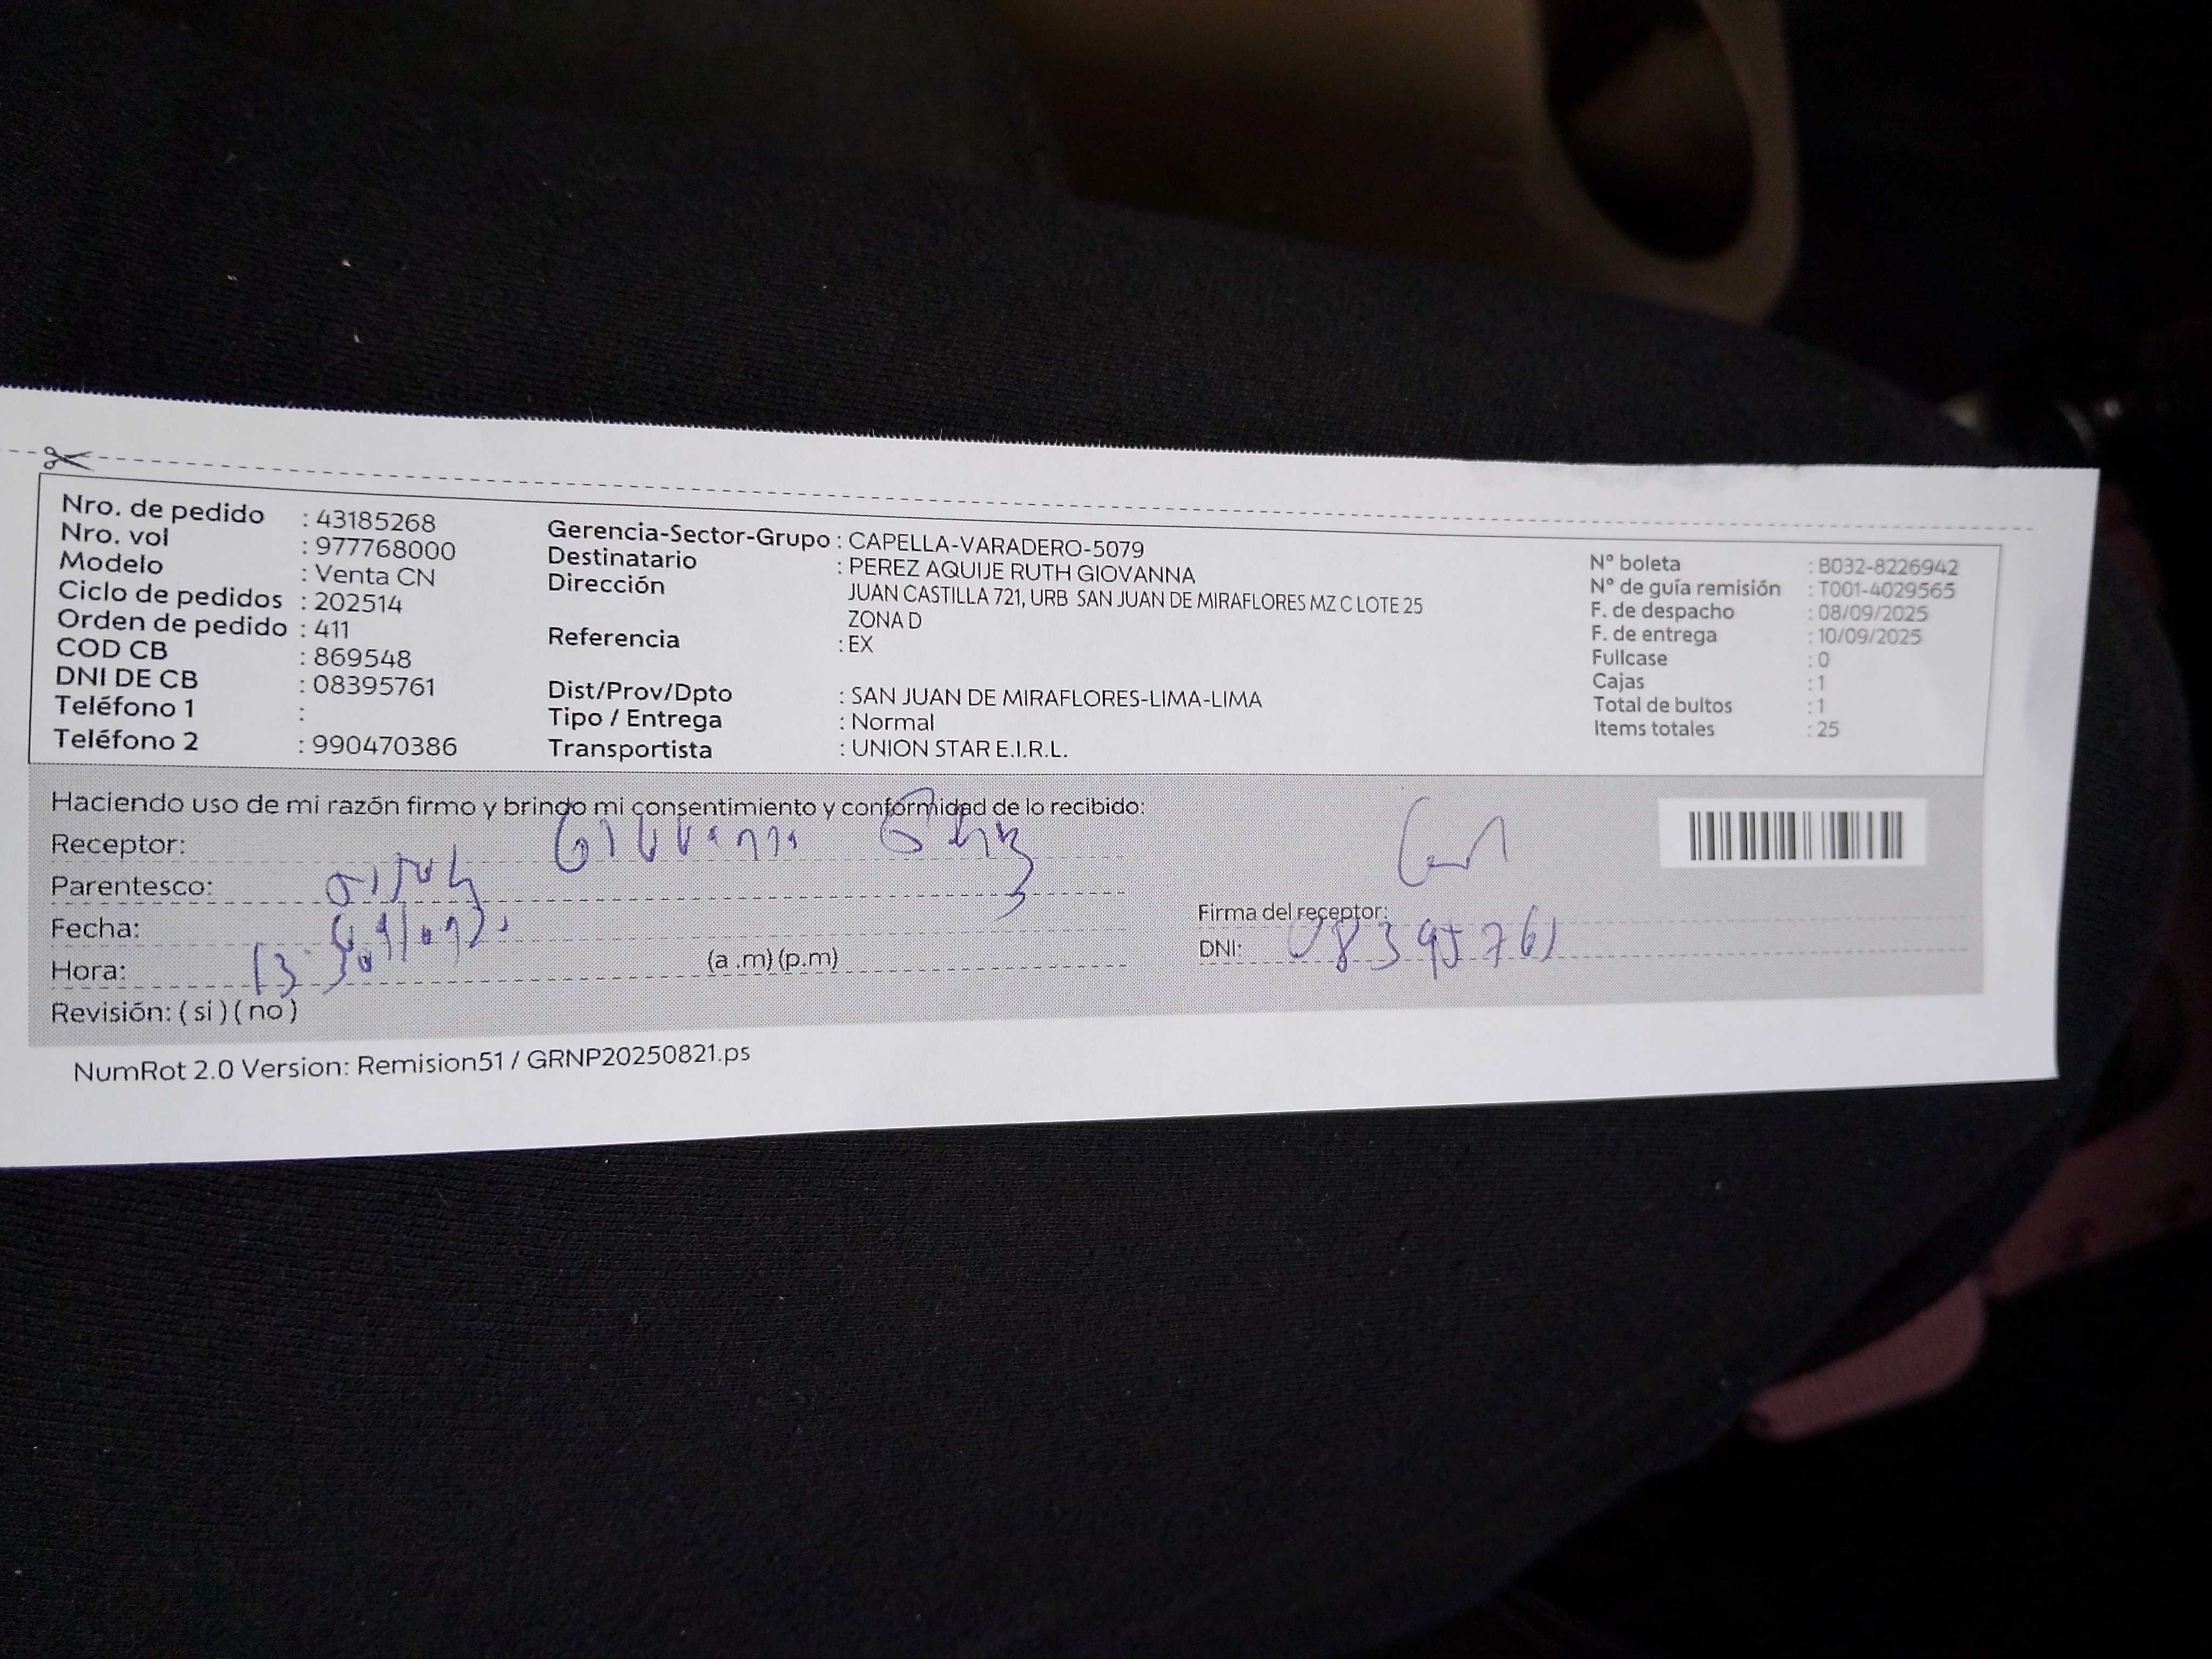 Nro. de pedido : 43185268
Nro. vol : 977768000
Modelo : Venta CN
Ciclo de pedidos : 202514
Orden de pedido : 411
COD CB : 869548
DNI DE CB : 08395761
Teléfono 1 :
Teléfono 2 : 990470386
Gerencia-Sector-Grupo : CAPELLA-VARADERO-5079
Destinatario : PEREZ AQUIJE RUTH GIOVANNA
Dirección JUAN CASTILLA 721, URB SAN JUAN DE MIRAFLORES MZ C LOTE 25
ZONA D
Referencia : EX
Dist/Prov/Dpto : SAN JUAN DE MIRAFLORES-LIMA-LIMA
Tipo / Entrega : Normal
Transportista : UNION STAR E.I.R.L.
N° boleta : B032-8226942
N° de guía remisión : T001-4029565
F. de despacho : 08/09/2025
F. de entrega : 10/09/2025
Fullcase : 0
Cajas : 1
Total de bultos : 1
Items totales : 25
Haciendo uso de mi razón firmo y brindo mi consentimiento y conformidad de lo recibido:
Receptor: Giovanna
Parentesco:
Fecha:
Hora: (a .m) (p.m)
Revisión: ( si ) ( no )
Firma del receptor:
DNI: 08395761
NumRot 2.0 Version: Remision51 / GRNP20250821.ps